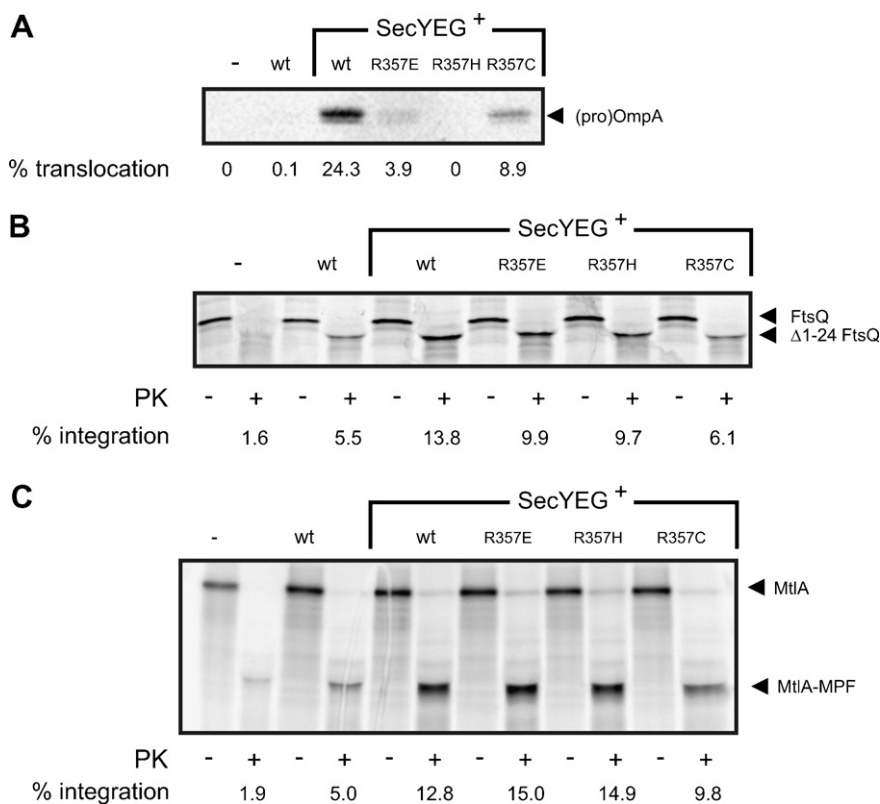 A
SecYEG +
- wt wt R357E R357H R357C
(pro)OmpA
% translocation 0 0.1 24.3 3.9 0 8.9
B
SecYEG +
- wt wt R357E R357H R357C
FtsQ
Δ1-24 FtsQ
PK - + - + - + - + - + - +
% integration 1.6 5.5 13.8 9.9 9.7 6.1
C
SecYEG +
- wt wt R357E R357H R357C
MtlA
MtlA-MPF
PK - + - + - + - + - + - +
% integration 1.9 5.0 12.8 15.0 14.9 9.8